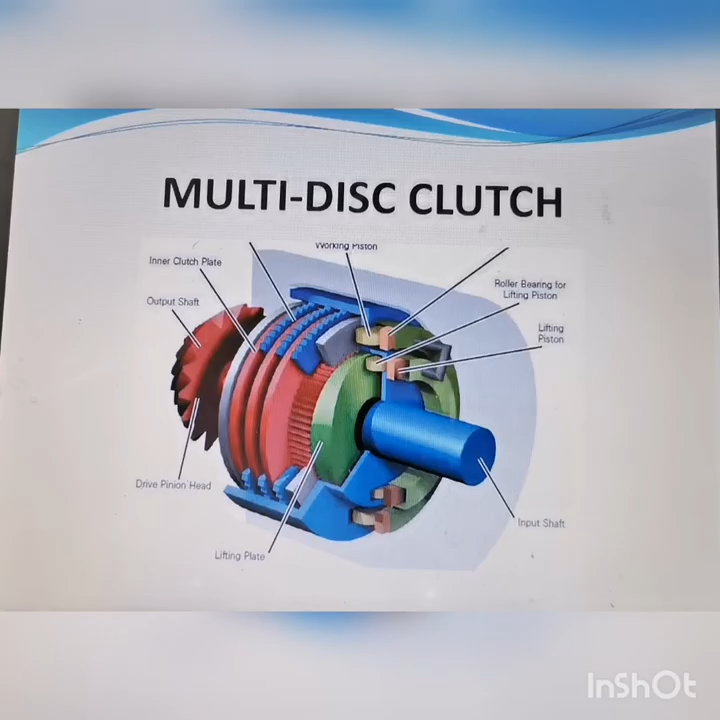 MULTI-DISC CLUTCH
Working Piston
Inner Clutch Plate
Roller Bearing for
Lifting Piston
Output Shaft
Lifting
Piston
Drive Pinion Head
Input Shaft
Lifting Plate
InShOt